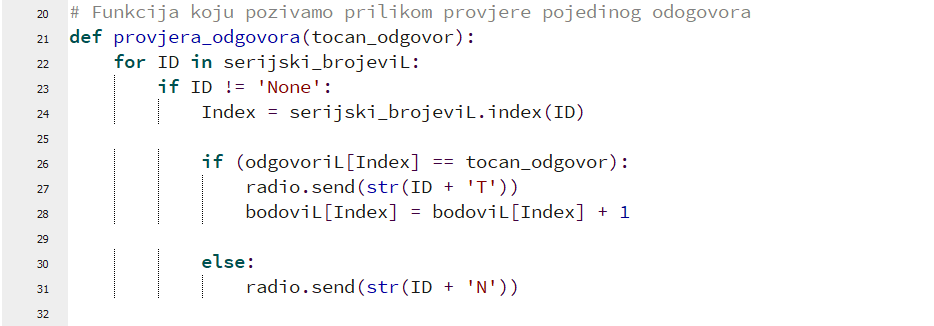 20 # Funkcija koju pozivamo prilikom provjere pojedinog odogovora
21 def provjera_odgovora(tocan_odgovor):
22     for ID in serijski_brojeviL:
23         if ID != 'None':
24             Index = serijski_brojeviL.index(ID)
25
26             if (odgovoriL[Index] == tocan_odgovor):
27                 radio.send(str(ID + 'T'))
28                 bodoviL[Index] = bodoviL[Index] + 1
29
30             else:
31                 radio.send(str(ID + 'N'))
32